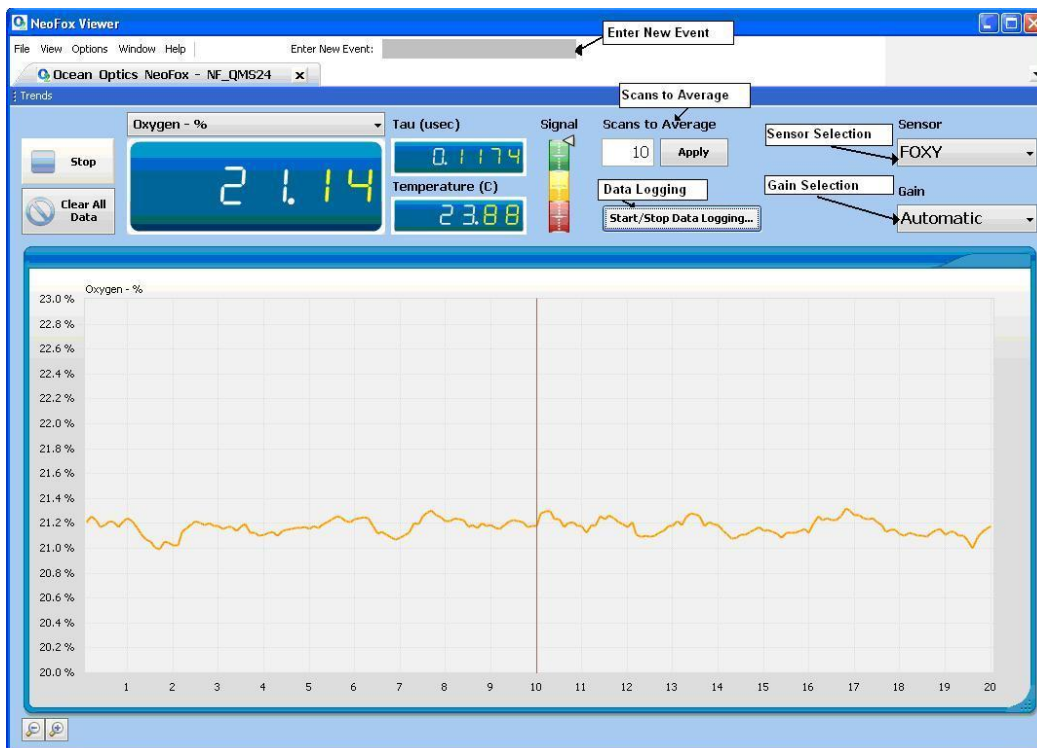 NeoFox Viewer
File View Options Window Help Enter New Event:
Enter New Event
Ocean Optics NeoFox - NF_QMS24 x
Trends
Scans to Average
Oxygen - %
Tau (usec)
Signal
Scans to Average
Sensor Selection
Sensor
Stop
21.14
0.1174
10 Apply
FOXY
Temperature (C)
Data Logging
Gain Selection
Gain
Clear All
Data
23.88
Start/Stop Data Logging...
Automatic
Oxygen - %
23.0 %
22.8 %
22.6 %
22.4 %
22.2 %
22.0 %
21.8 %
21.6 %
21.4 %
21.2 %
21.0 %
20.8 %
20.6 %
20.4 %
20.2 %
20.0 %
1 2 3 4 5 6 7 8 9 10 11 12 13 14 15 16 17 18 19 20